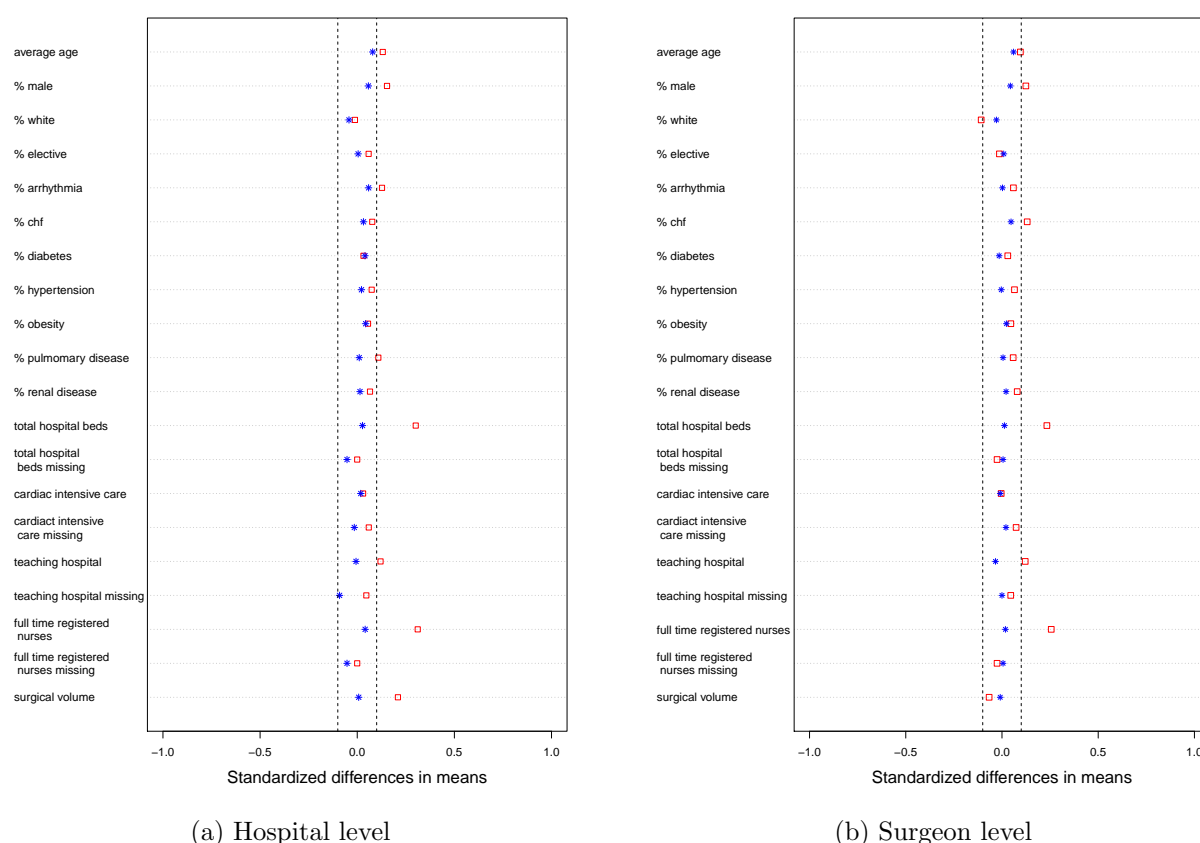 average age
% male
% white
% elective
% arrhythmia
% chf
% diabetes
% hypertension
% obesity
% pulmomary disease
% renal disease
total hospital beds
total hospital
beds missing
cardiac intensive care
cardiact intensive
care missing
teaching hospital
teaching hospital missing
full time registered
nurses
full time registered
nurses missing
surgical volume
−1.0 −0.5 0.0 0.5 1.0
Standardized differences in means
(a) Hospital level
average age
% male
% white
% elective
% arrhythmia
% chf
% diabetes
% hypertension
% obesity
% pulmomary disease
% renal disease
total hospital beds
total hospital
beds missing
cardiac intensive care
cardiact intensive
care missing
teaching hospital
teaching hospital missing
full time registered nurses
full time registered
nurses missing
surgical volume
−1.0 −0.5 0.0 0.5 1.0
Standardized differences in means
(b) Surgeon level